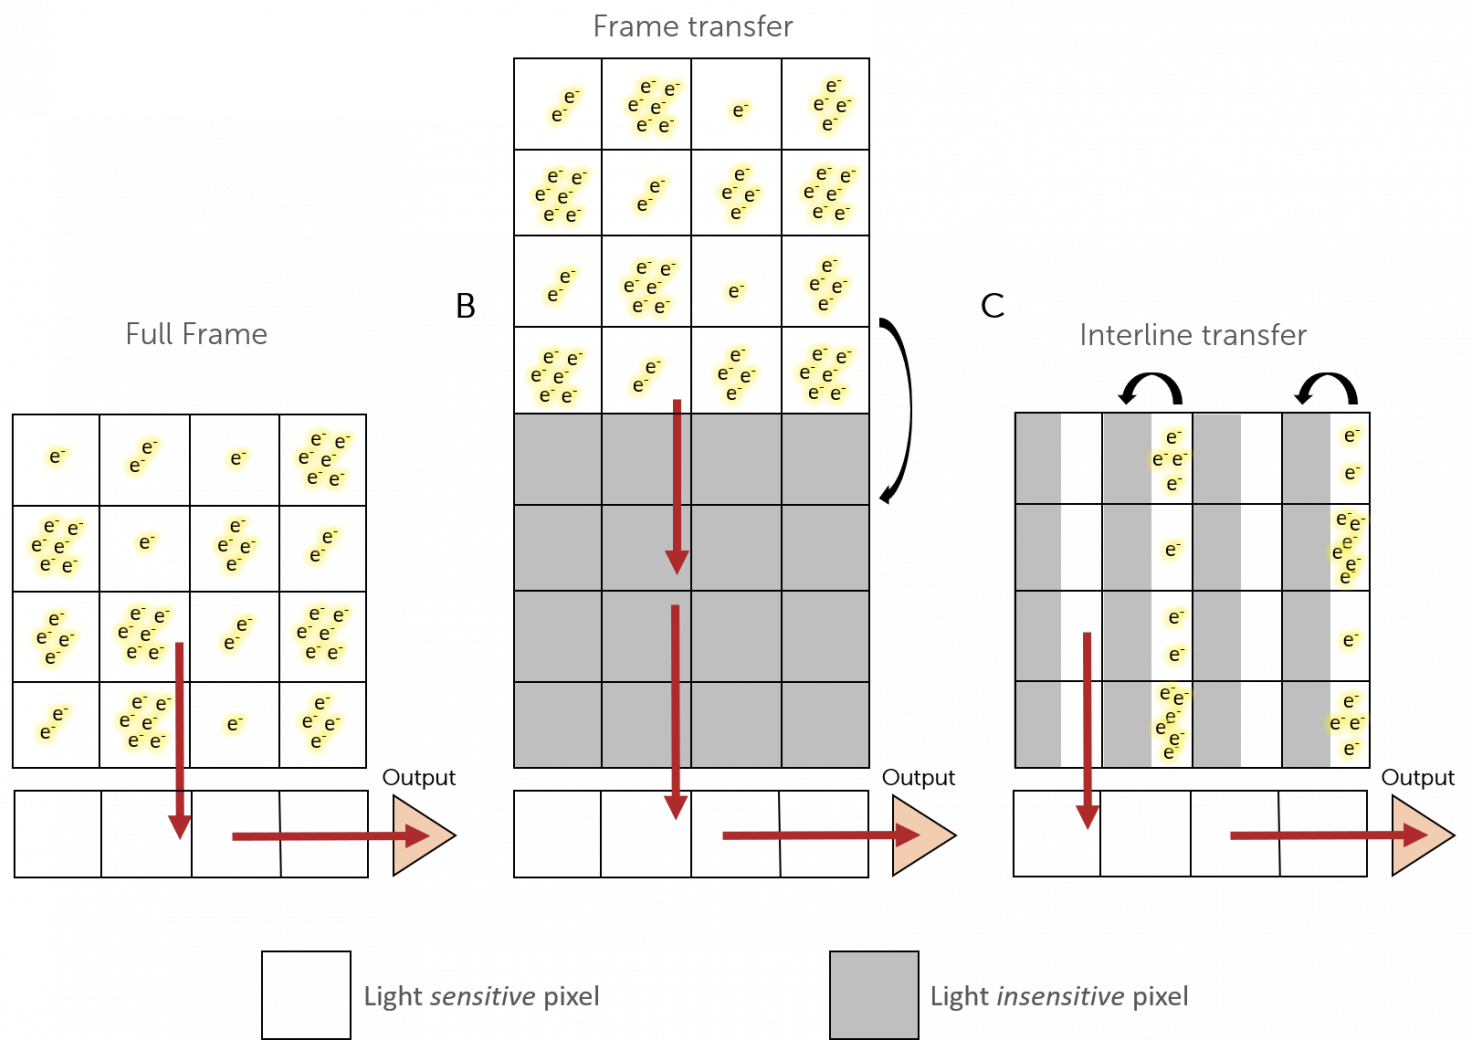 Frame transfer
e⁻ e⁻ e⁻ e⁻ e⁻ e⁻ e⁻ e⁻ e⁻ e⁻ e⁻ e⁻ e⁻
e⁻ e⁻ e⁻ e⁻ e⁻ e⁻ e⁻ e⁻ e⁻ e⁻ e⁻ e⁻ e⁻ e⁻ e⁻ e⁻ e⁻ e⁻
e⁻ e⁻ e⁻ e⁻ e⁻ e⁻ e⁻ e⁻ e⁻ e⁻ e⁻ e⁻ e⁻
B
C
Full Frame
Interline transfer
e⁻ e⁻ e⁻ e⁻ e⁻ e⁻ e⁻ e⁻ e⁻ e⁻ e⁻ e⁻ e⁻ e⁻ e⁻ e⁻ e⁻ e⁻
e⁻ e⁻ e⁻ e⁻ e⁻ e⁻ e⁻ e⁻ e⁻ e⁻
e⁻ e⁻ e⁻ e⁻ e⁻ e⁻ e⁻ e⁻ e⁻ e⁻ e⁻ e⁻ e⁻
e⁻ e⁻ e⁻ e⁻ e⁻ e⁻ e⁻ e⁻ e⁻ e⁻ e⁻ e⁻ e⁻ e⁻ e⁻ e⁻ e⁻ e⁻
e⁻ e⁻ e⁻ e⁻ e⁻ e⁻ e⁻ e⁻ e⁻ e⁻ e⁻ e⁻ e⁻
e⁻ e⁻ e⁻ e⁻ e⁻ e⁻
e⁻ e⁻ e⁻ e⁻ e⁻ e⁻ e⁻
e⁻ e⁻ e⁻
e⁻ e⁻ e⁻ e⁻ e⁻ e⁻ e⁻ e⁻ e⁻ e⁻
Output
Output
Output
Light sensitive pixel
Light insensitive pixel